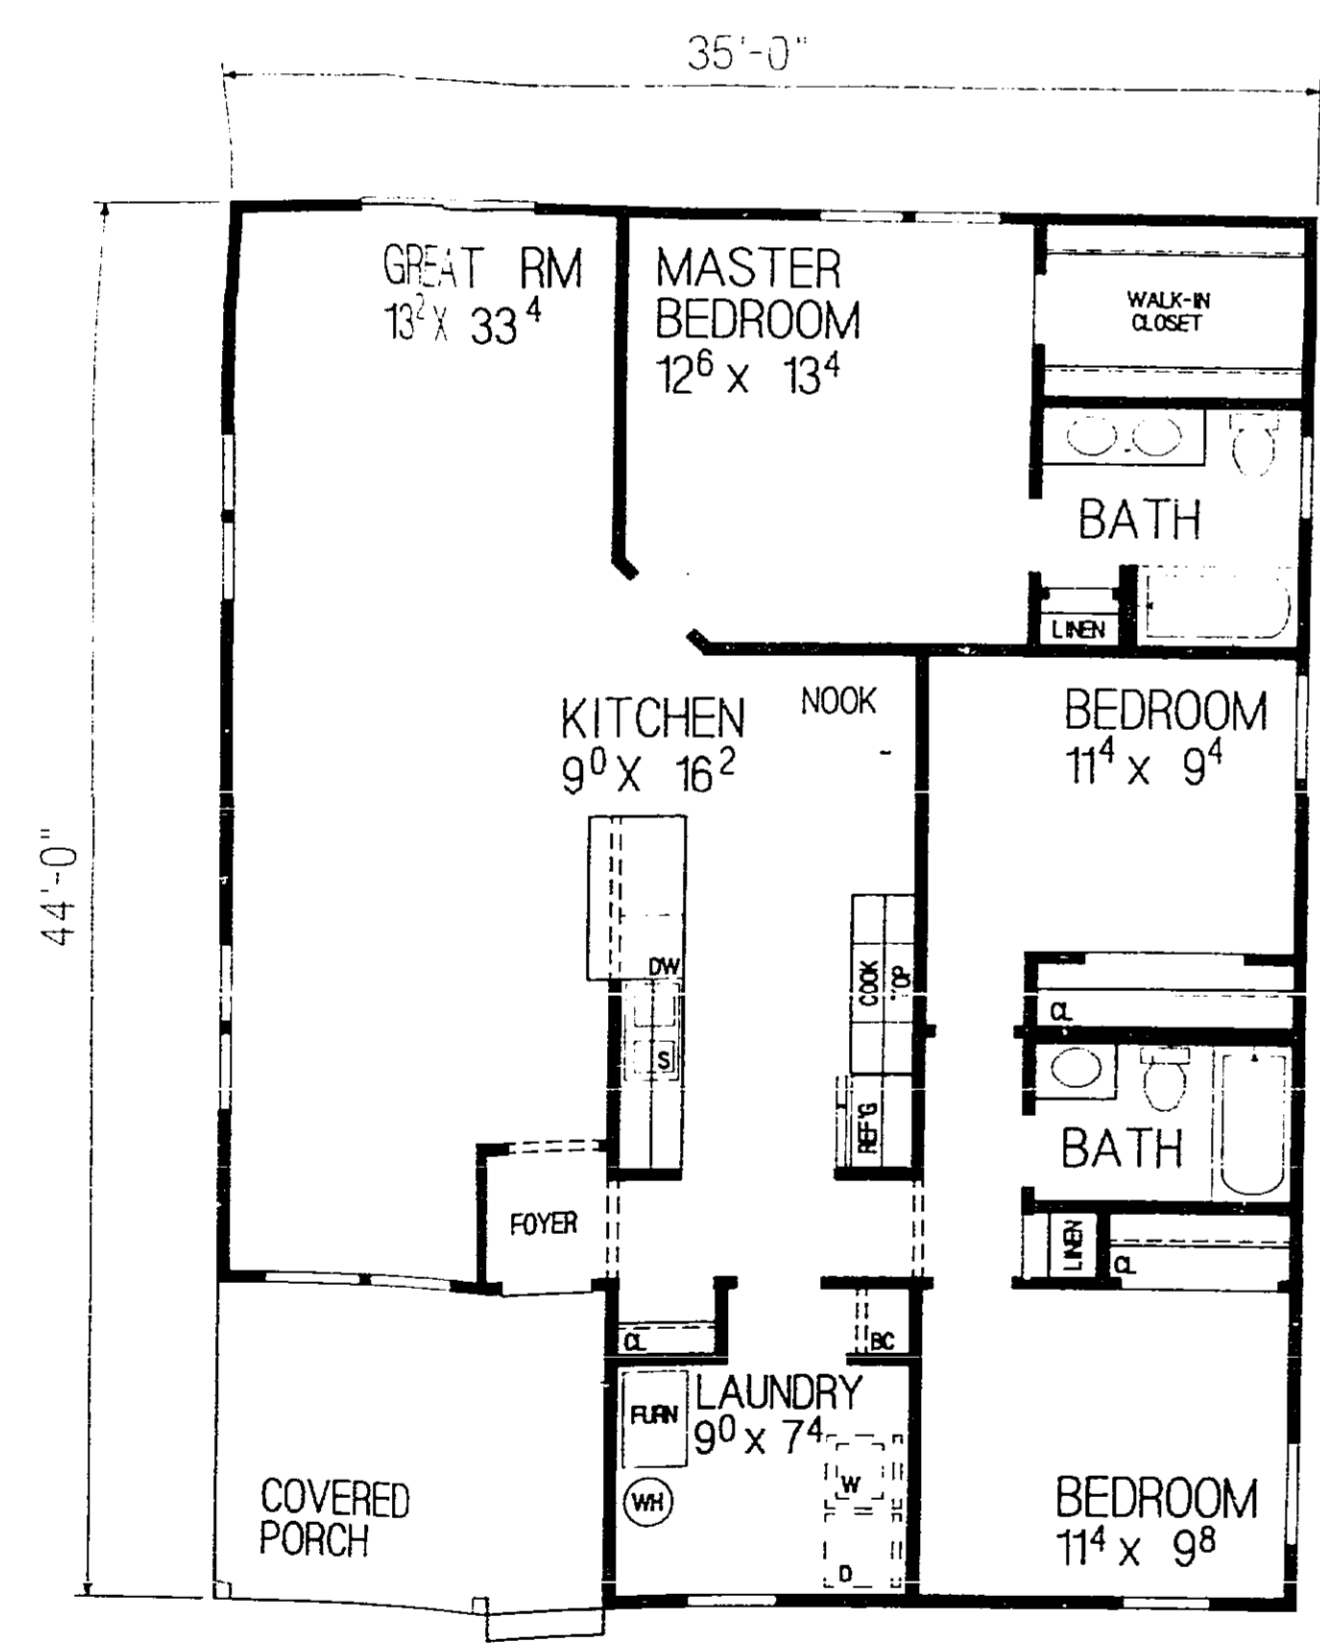 35'-0"
GREAT RM
13² X 33⁴
MASTER
BEDROOM
12⁶ X 13⁴
WALK-IN
CLOSET
BATH
LINEN
KITCHEN
9⁰ X 16²
NOOK
BEDROOM
11⁴ X 9⁴
44'-0"
DW
COOK TOP
CL
S
REF'G
BATH
FOYER
LINEN
CL
CL
BC
FURN
LAUNDRY
9⁰ X 7⁴
W
WH
COVERED
PORCH
BEDROOM
11⁴ X 9⁸
D